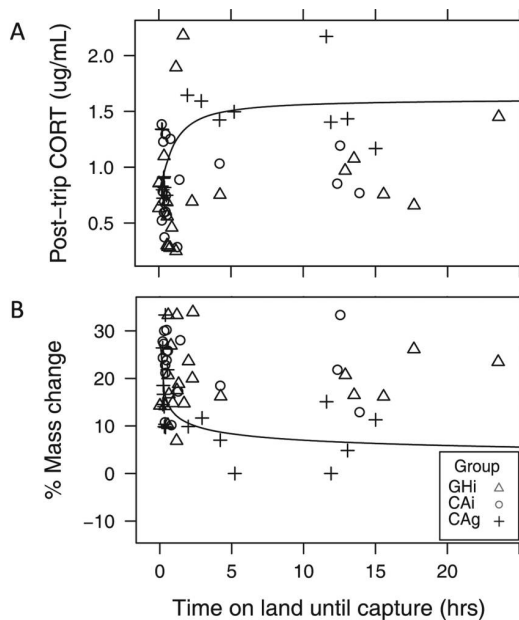 A
Post-trip CORT (ug/mL)
2.0
1.5
1.0
0.5
B
% Mass change
30
20
10
0
−10
Group
GHi
CAi
CAg
0 5 10 15 20
Time on land until capture (hrs)